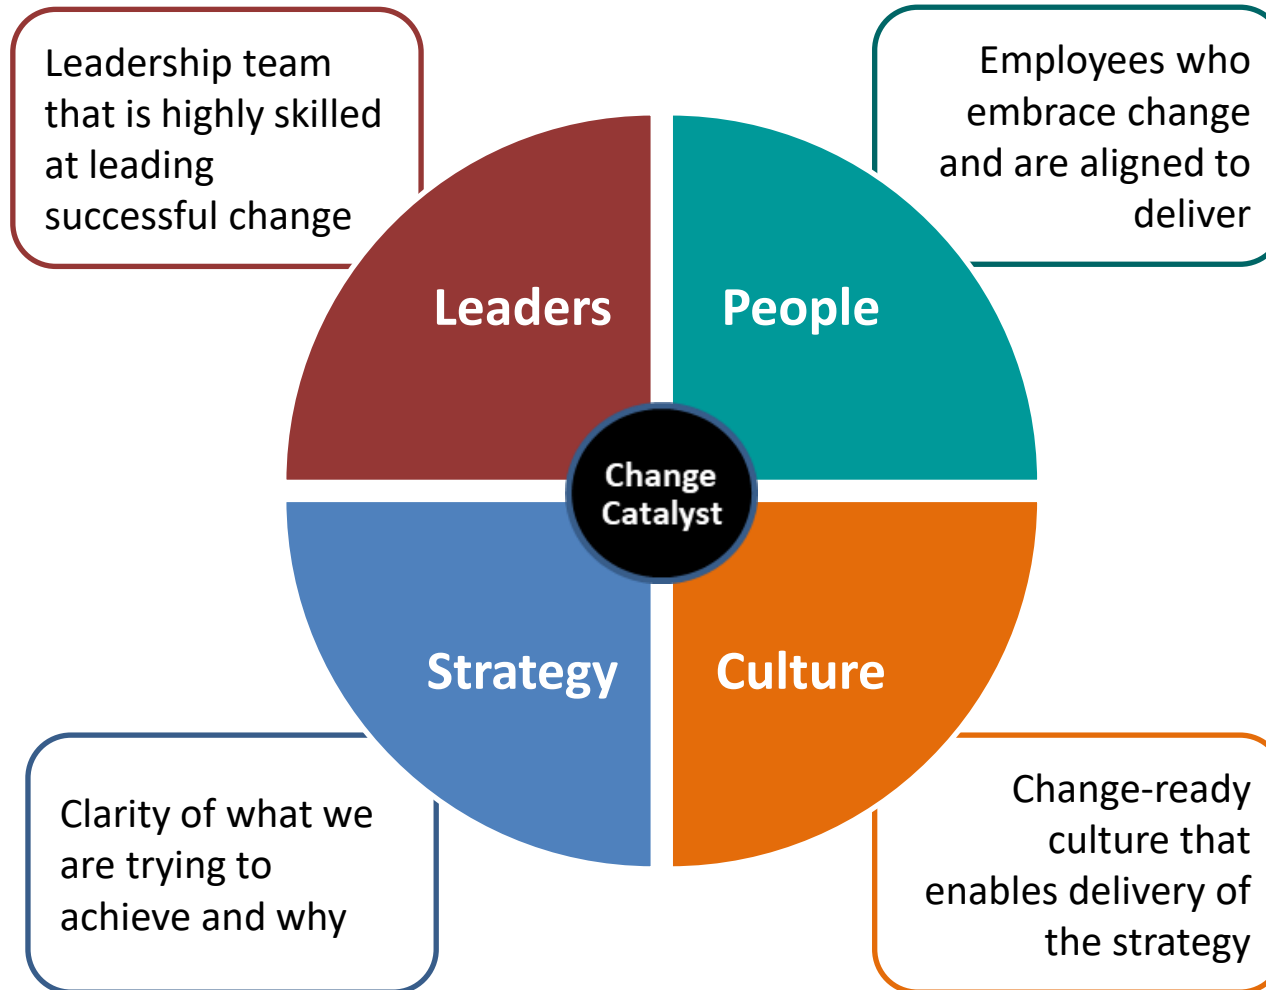 Leadership team
that is highly skilled
at leading
successful change
Employees who
embrace change
and are aligned to
deliver
Leaders
People
Change
Catalyst
Strategy
Culture
Clarity of what we
are trying to
achieve and why
Change-ready
culture that
enables delivery of
the strategy